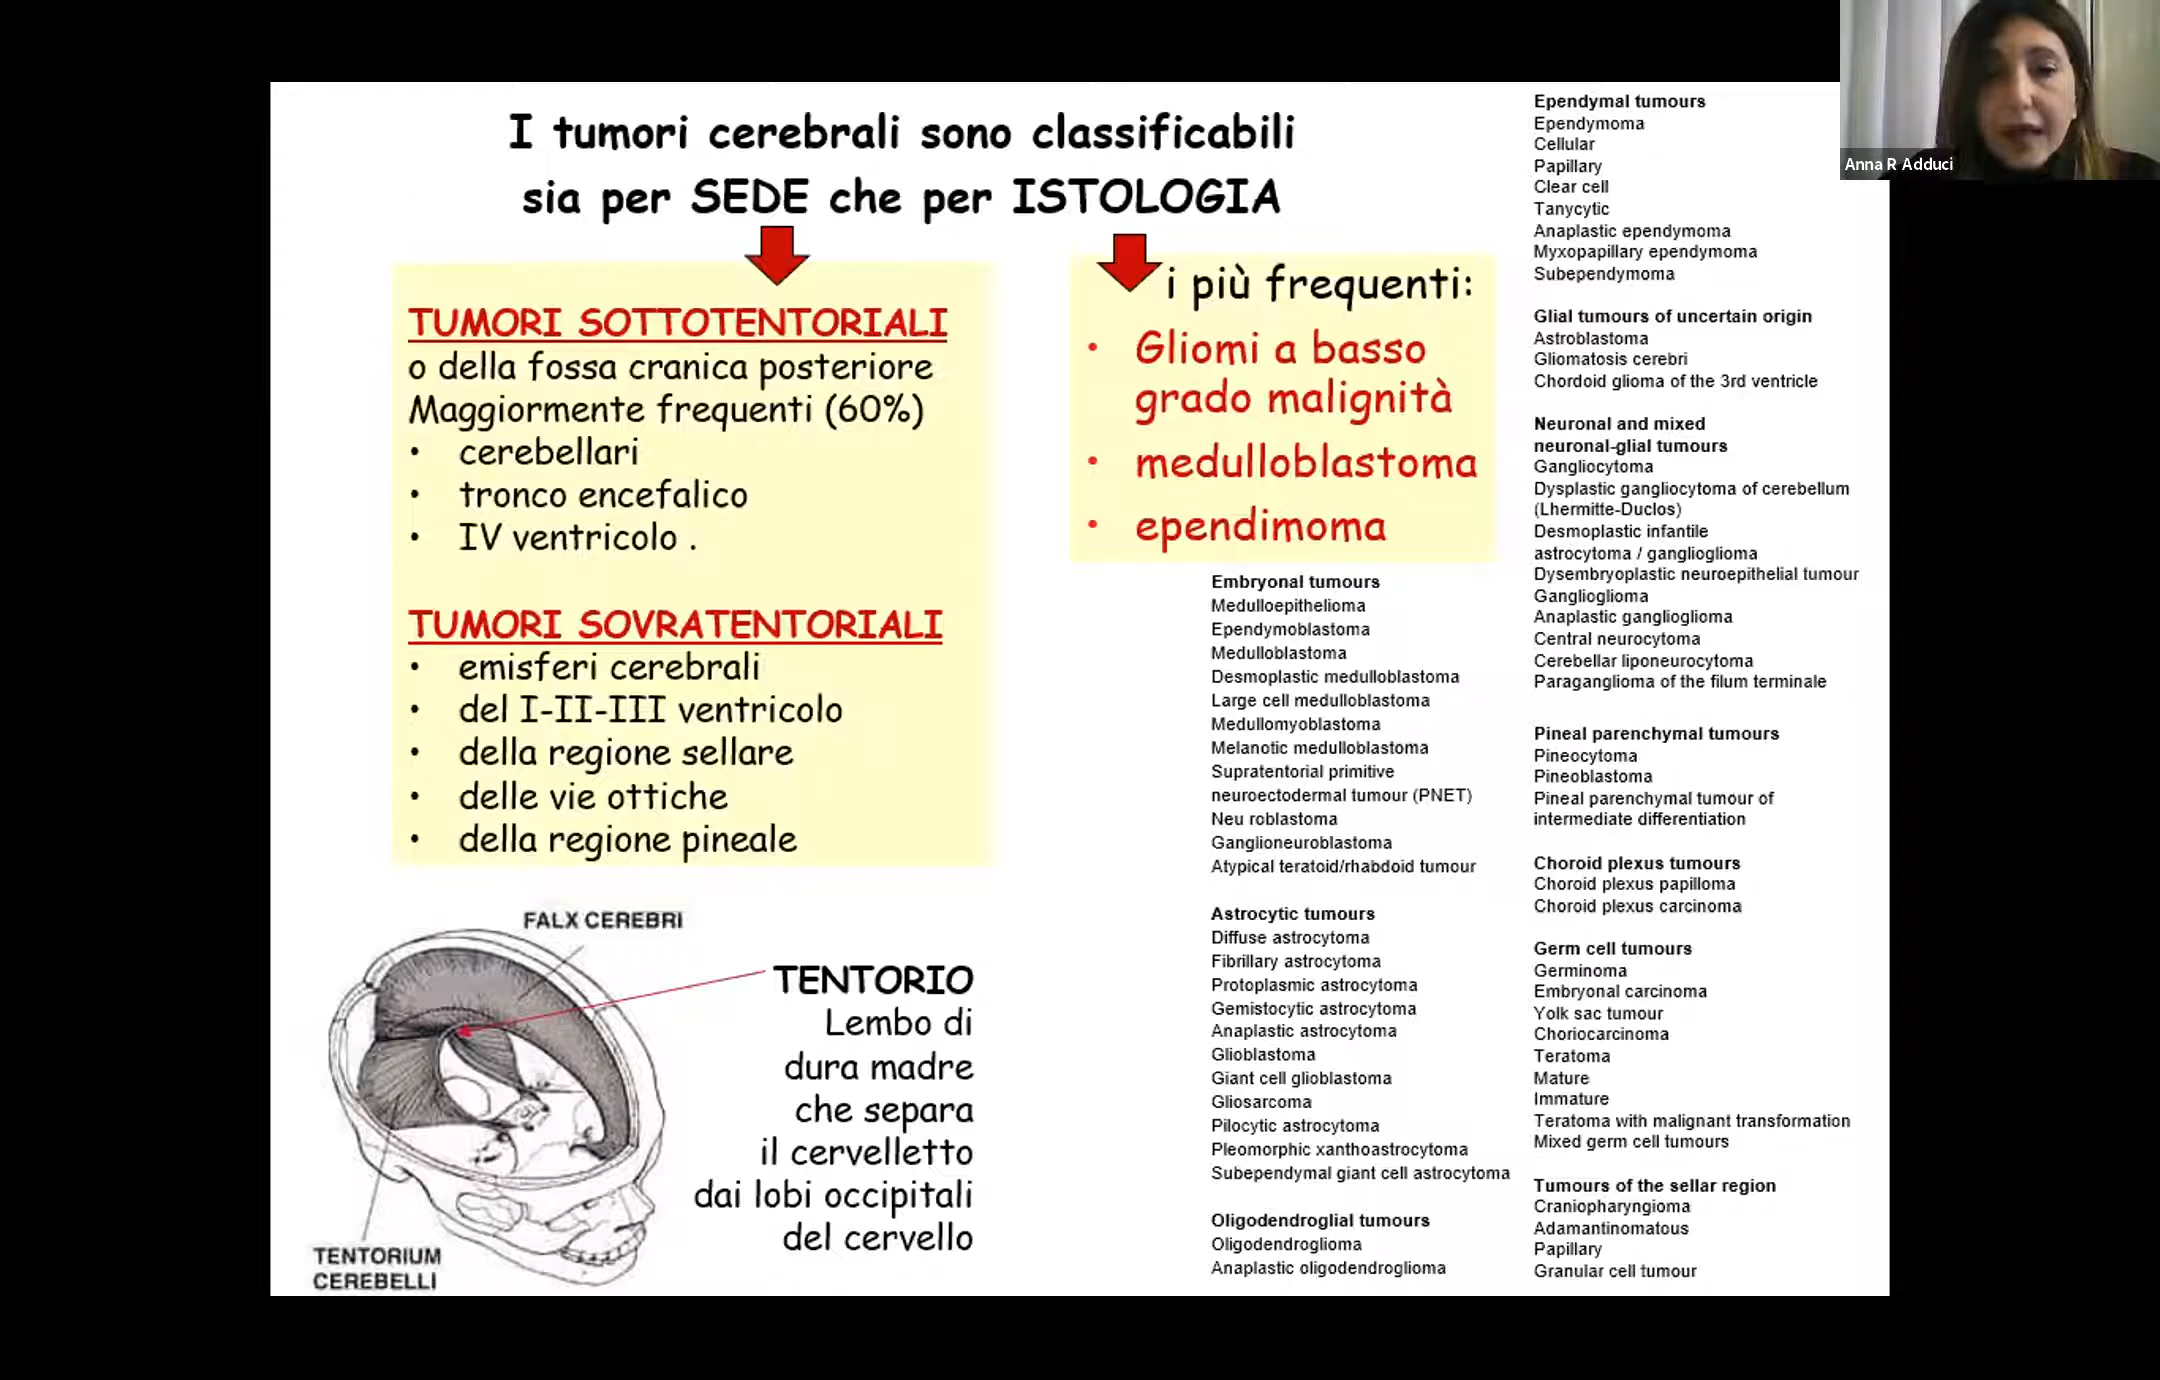 I tumori cerebrali sono classificabili
sia per SEDE che per ISTOLOGIA
TUMORI SOTTOTENTORIALI
o della fossa cranica posteriore
Maggiormente frequenti (60%)
• cerebellari
• tronco encefalico
• IV ventricolo .
TUMORI SOVRATENTORIALI
• emisferi cerebrali
• del I-II-III ventricolo
• della regione sellare
• delle vie ottiche
• della regione pineale
i più frequenti:
• Gliomi a basso
grado malignità
• medulloblastoma
• ependimoma
FALX CEREBRI
TENTORIO
Lembo di
dura madre
che separa
il cervelletto
dai lobi occipitali
del cervello
TENTORIUM
CEREBELLI
Embryonal tumours
Medulloepithelioma
Ependymoblastoma
Medulloblastoma
Desmoplastic medulloblastoma
Large cell medulloblastoma
Medullomyoblastoma
Melanotic medulloblastoma
Supratentorial primitive
neuroectodermal tumour (PNET)
Neu roblastoma
Ganglioneuroblastoma
Atypical teratoid/rhabdoid tumour
Astrocytic tumours
Diffuse astrocytoma
Fibrillary astrocytoma
Protoplasmic astrocytoma
Gemistocytic astrocytoma
Anaplastic astrocytoma
Glioblastoma
Giant cell glioblastoma
Gliosarcoma
Pilocytic astrocytoma
Pleomorphic xanthoastrocytoma
Subependymal giant cell astrocytoma
Oligodendroglial tumours
Oligodendroglioma
Anaplastic oligodendroglioma
Ependymal tumours
Ependymoma
Cellular
Papillary
Clear cell
Tanycytic
Anaplastic ependymoma
Myxopapillary ependymoma
Subependymoma
Glial tumours of uncertain origin
Astroblastoma
Gliomatosis cerebri
Chordoid glioma of the 3rd ventricle
Neuronal and mixed
neuronal-glial tumours
Gangliocytoma
Dysplastic gangliocytoma of cerebellum
(Lhermitte-Duclos)
Desmoplastic infantile
astrocytoma / ganglioglioma
Dysembryoplastic neuroepithelial tumour
Ganglioglioma
Anaplastic ganglioglioma
Central neurocytoma
Cerebellar liponeurocytoma
Paraganglioma of the filum terminale
Pineal parenchymal tumours
Pineocytoma
Pineoblastoma
Pineal parenchymal tumour of
intermediate differentiation
Choroid plexus tumours
Choroid plexus papilloma
Choroid plexus carcinoma
Germ cell tumours
Germinoma
Embryonal carcinoma
Yolk sac tumour
Choriocarcinoma
Teratoma
Mature
Immature
Teratoma with malignant transformation
Mixed germ cell tumours
Tumours of the sellar region
Craniopharyngioma
Adamantinomatous
Papillary
Granular cell tumour
Anna R Adduci